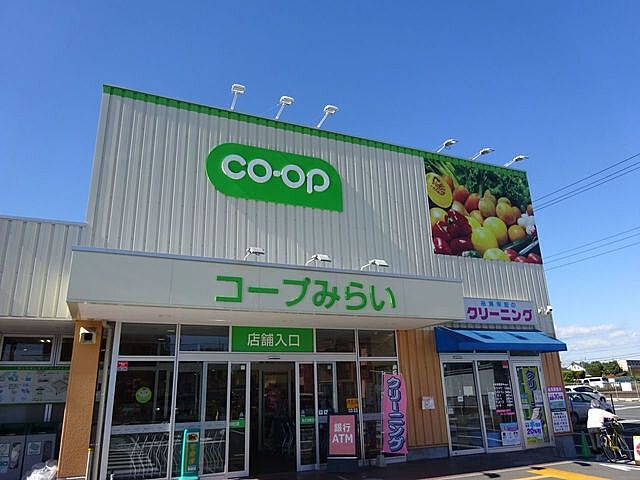 co-op
コープみらい
クリーニング
店舗入口
クリーニング
銀行
ATM